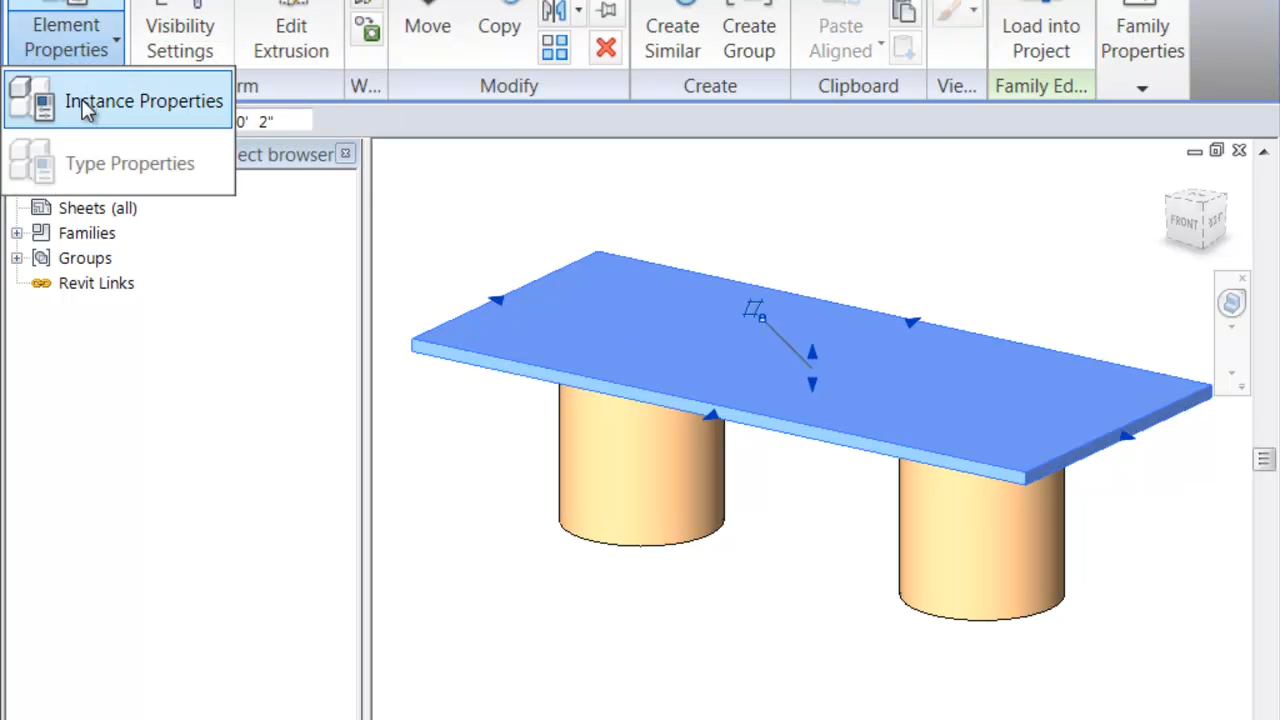 Element
Properties
Visibility
Settings
Edit
Extrusion
Move
Copy
Create
Similar
Create
Group
Paste
Aligned
Load into
Project
Family
Properties
rm
W...
Modify
Create
Clipboard
Vie...
Family Ed...
Instance Properties
0' 2"
Type Properties
ect browser
Sheets (all)
Families
Groups
Revit Links
FRONT